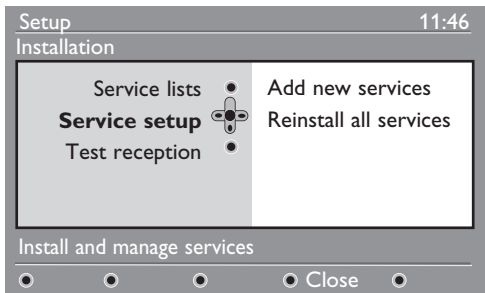 Setup 11:46
Installation
Service lists Add new services
Service setup Reinstall all services
Test reception
Install and manage services
Close